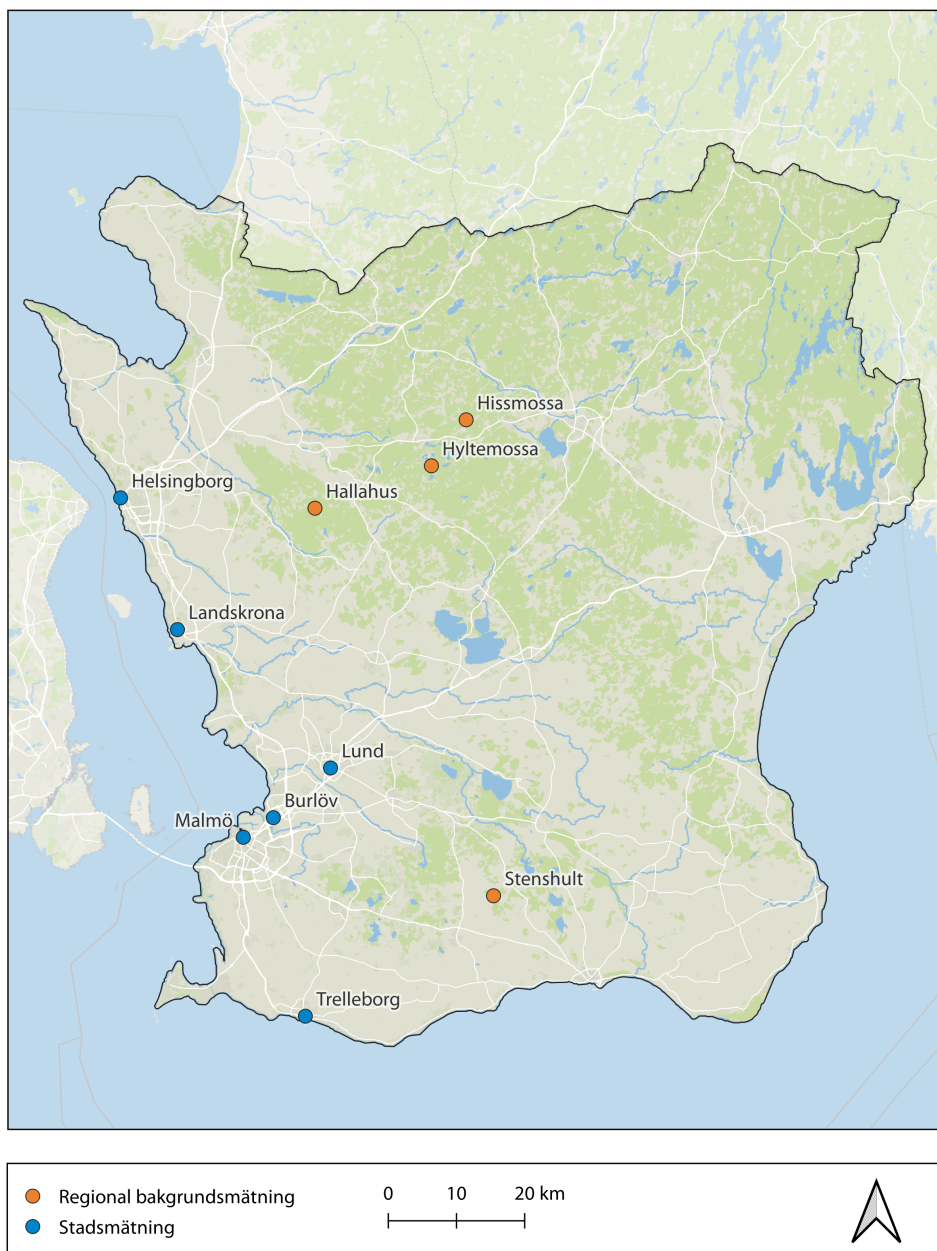 Hissmossa
Hyltemossa
Helsingborg
Hallahus
Landskrona
Lund
Burlöv
Malmö
Stenshult
Trelleborg
Regional bakgrundsmätning
Stadsmätning
0 10 20 km